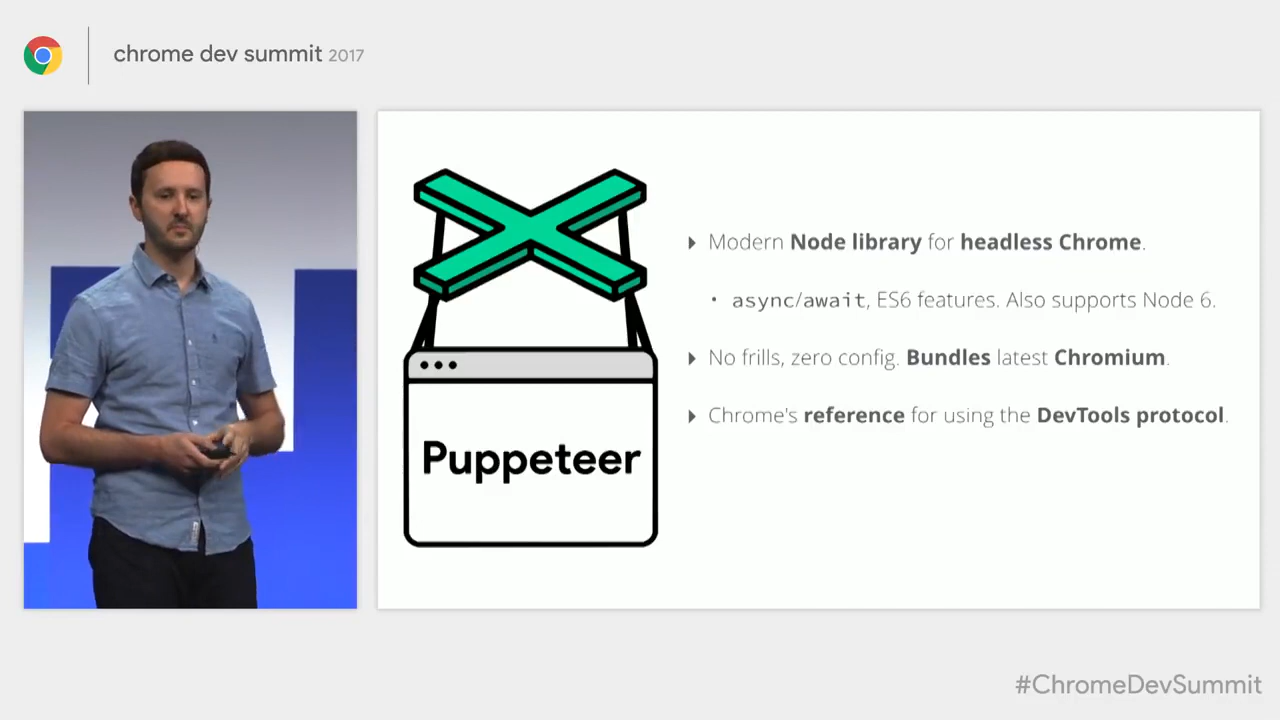 chrome dev summit 2017
Modern Node library for headless Chrome.
async/await, ES6 features. Also supports Node 6.
No frills, zero config. Bundles latest Chromium.
Chrome's reference for using the DevTools protocol.
Puppeteer
#ChromeDevSummit